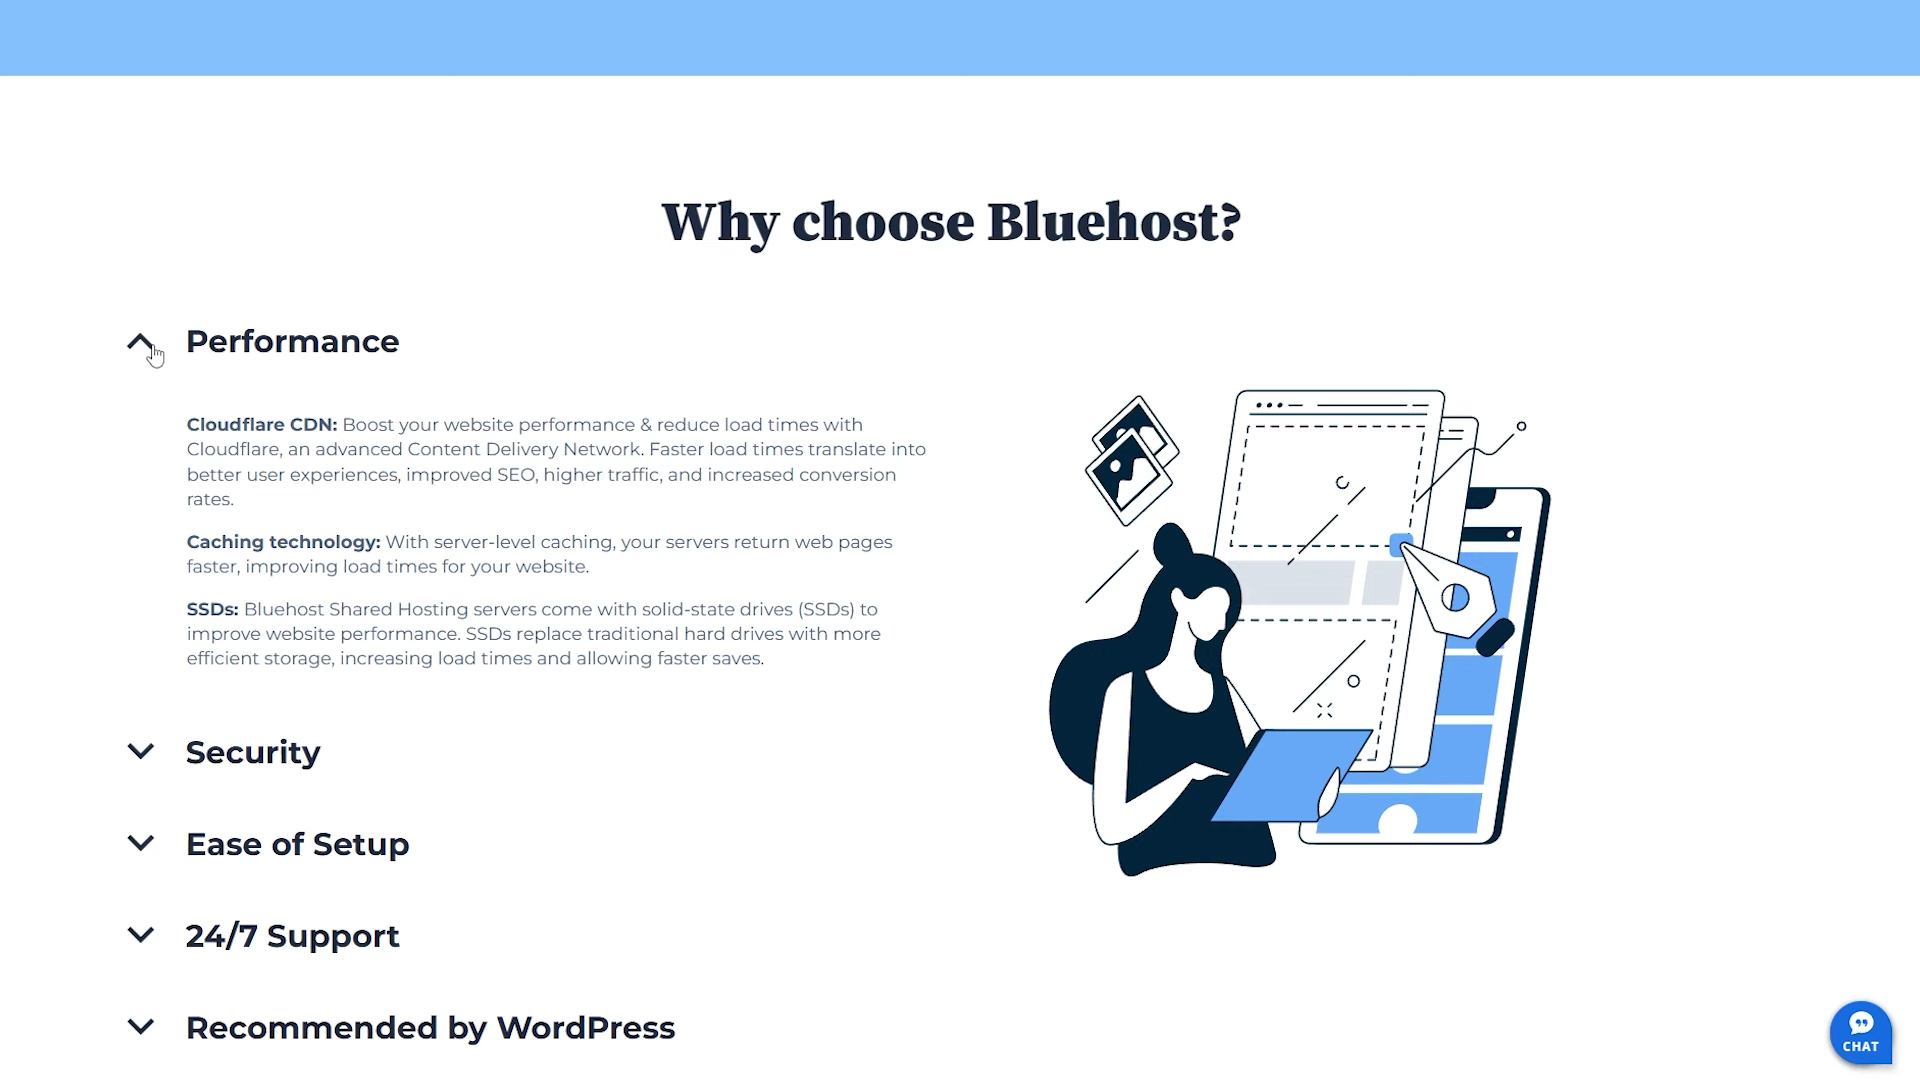 Why choose Bluehost?
Performance
Cloudflare CDN: Boost your website performance & reduce load times with
Cloudflare, an advanced Content Delivery Network. Faster load times translate into
better user experiences, improved SEO, higher traffic, and increased conversion
rates.
Caching technology: With server-level caching, your servers return web pages
faster, improving load times for your website.
SSDs: Bluehost Shared Hosting servers come with solid-state drives (SSDs) to
improve website performance. SSDs replace traditional hard drives with more
efficient storage, increasing load times and allowing faster saves.
Security
Ease of Setup
24/7 Support
Recommended by WordPress
CHAT